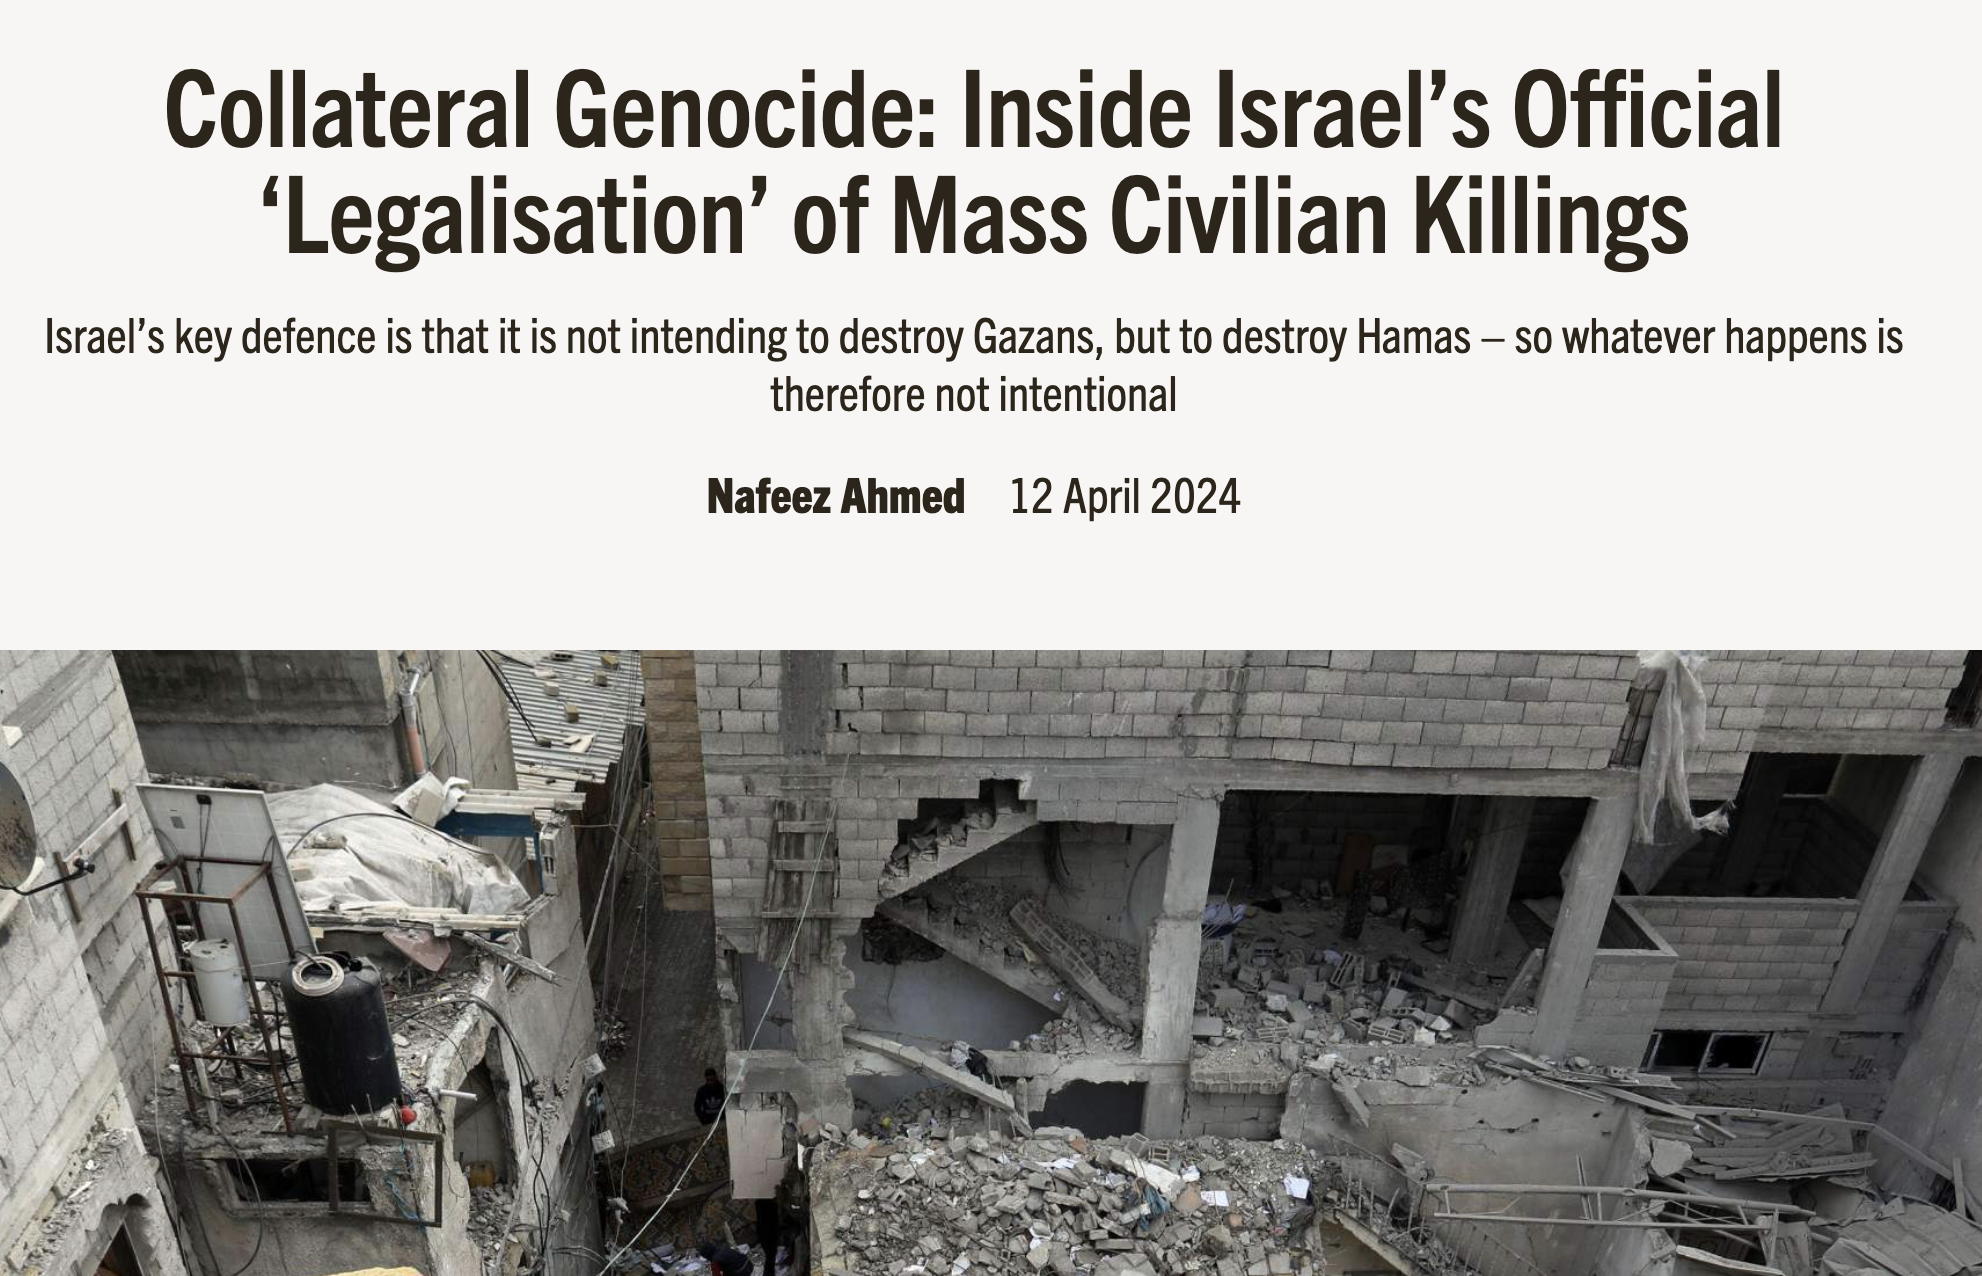 Collateral Genocide: Inside Israel’s Official
‘Legalisation’ of Mass Civilian Killings
Israel’s key defence is that it is not intending to destroy Gazans, but to destroy Hamas – so whatever happens is
therefore not intentional
Nafeez Ahmed 12 April 2024